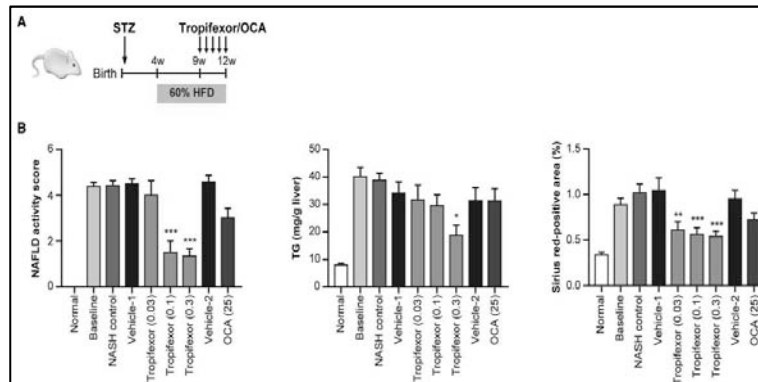 A
STZ
Tropifexor/OCA
4w
9w
12w
Birth
60% HFD
B
NAFLD activity score
6
4
2
0
Normal
Baseline
NASH control
Vehicle-1
Tropifexor (0.03)
Tropifexor (0.1)
Tropifexor (0.3)
Vehicle-2
OCA (25)
***
***
TG (mg/g liver)
50
40
30
20
10
0
Normal
Baseline
NASH control
Vehicle-1
Tropifexor (0.03)
Tropifexor (0.1)
Tropifexor (0.3)
Vehicle-2
OCA (25)
*
Sirius red-positive area (%)
1.5
1.0
0.5
0.0
Normal
Baseline
NASH control
Vehicle-1
Tropifexor (0.03)
Tropifexor (0.1)
Tropifexor (0.3)
Vehicle-2
OCA (25)
**
***
***